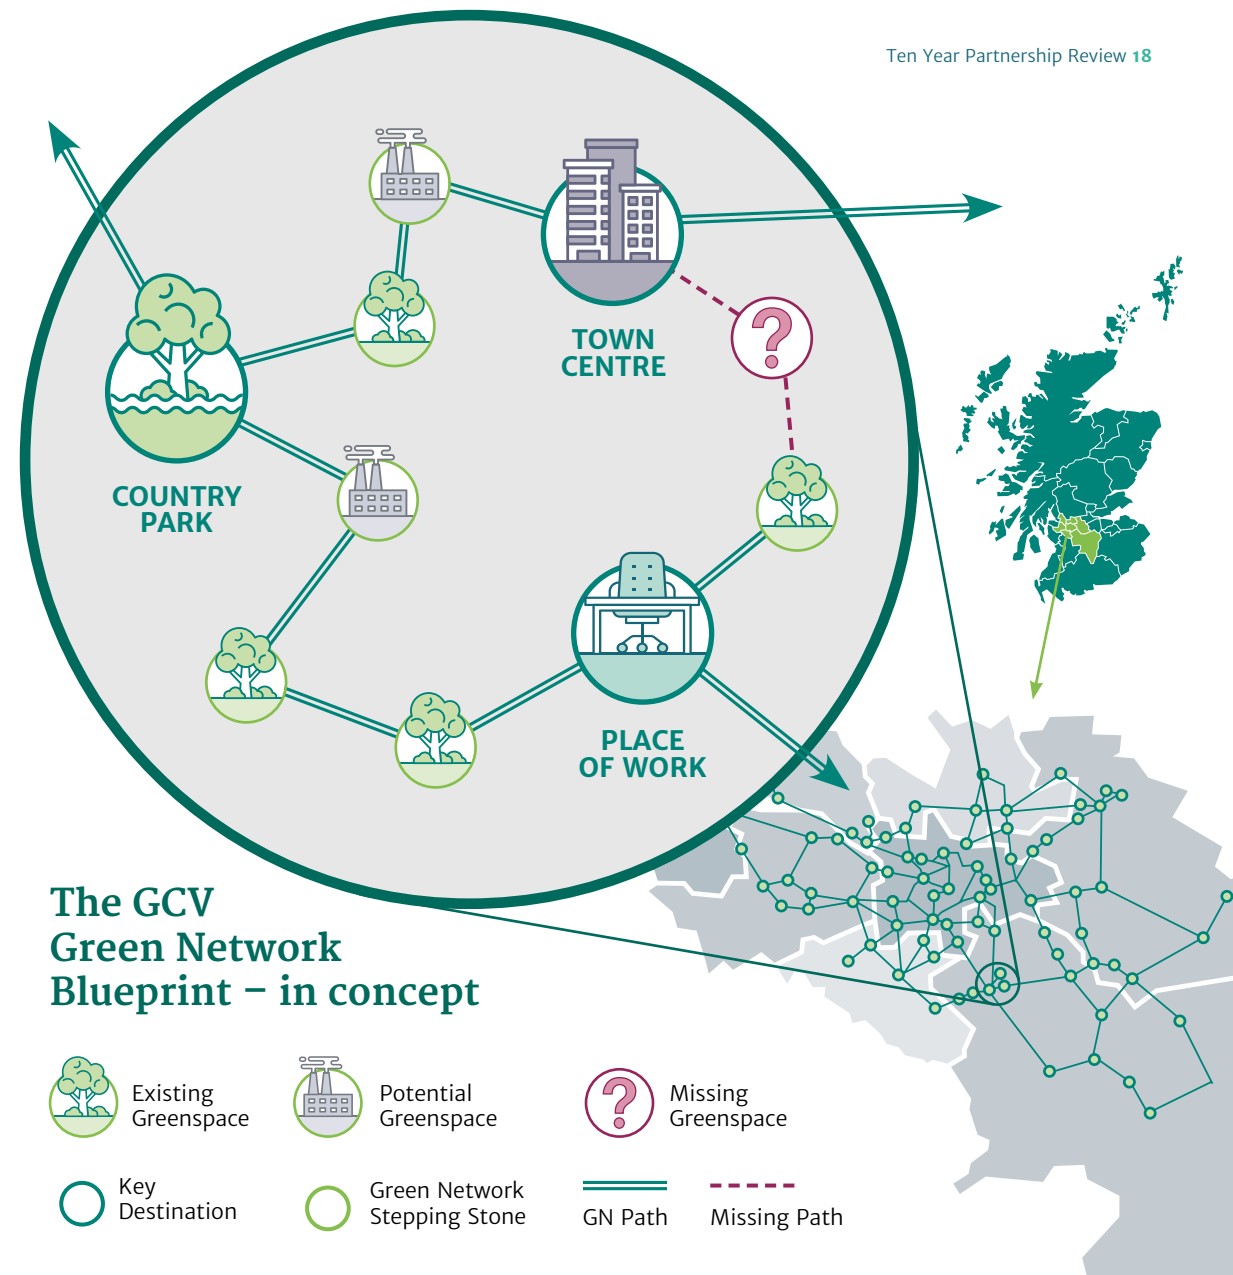 Ten Year Partnership Review 18
TOWN
CENTRE
COUNTRY
PARK
PLACE
OF WORK
The GCV
Green Network
Blueprint – in concept
Existing
Greenspace
Potential
Greenspace
Missing
Greenspace
Key
Destination
Green Network
Stepping Stone
GN Path
Missing Path